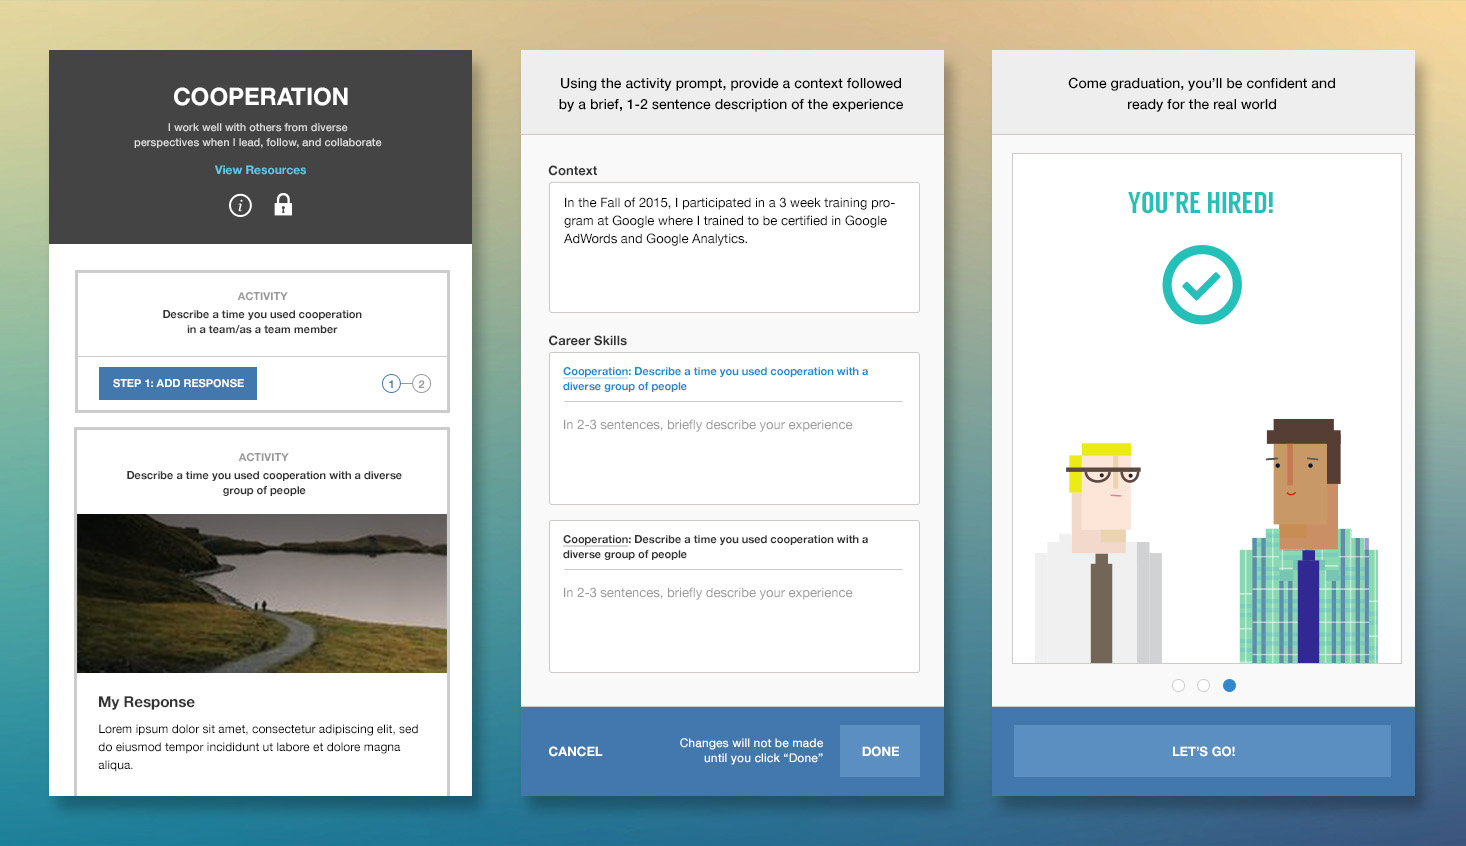 COOPERATION
I work well with others from diverse
perspectives when I lead, follow, and collaborate
View Resources
i
ACTIVITY
Describe a time you used cooperation
in a team/as a team member
STEP 1: ADD RESPONSE
1 2
ACTIVITY
Describe a time you used cooperation with a diverse
group of people
My Response
Lorem ipsum dolor sit amet, consectetur adipiscing elit, sed
do eiusmod tempor incididunt ut labore et dolore magna
aliqua.
Using the activity prompt, provide a context followed
by a brief, 1-2 sentence description of the experience
Context
In the Fall of 2015, I participated in a 3 week training pro-
gram at Google where I trained to be certified in Google
AdWords and Google Analytics.
Career Skills
Cooperation: Describe a time you used cooperation with a
diverse group of people
In 2-3 sentences, briefly describe your experience
Cooperation: Describe a time you used cooperation with a
diverse group of people
In 2-3 sentences, briefly describe your experience
CANCEL
Changes will not be made
until you click “Done”
DONE
Come graduation, you’ll be confident and
ready for the real world
YOU’RE HIRED!
LET’S GO!